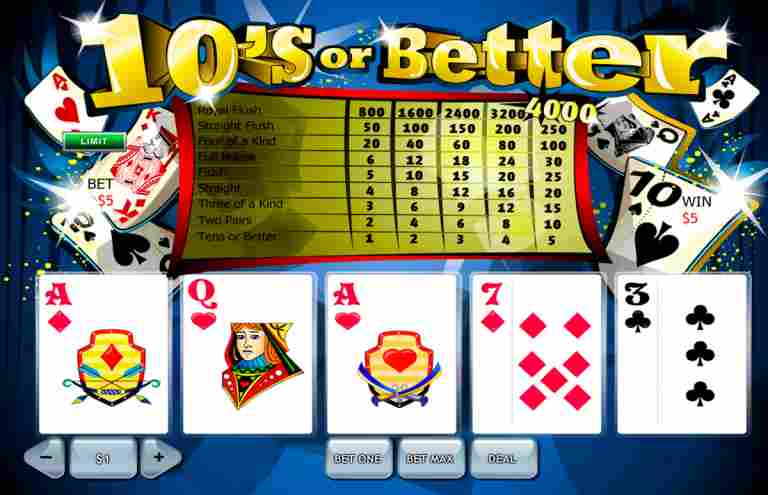 10's or Better
A
K
A
Q
Royal Flush 800 1600 2400 3200 4000
Straight Flush 50 100 150 200 250
Four of a Kind 20 40 60 80 100
Full House 6 12 18 24 30
Flush 5 10 15 20 25
Straight 4 8 12 16 20
Three of a Kind 3 6 9 12 15
Two Pairs 2 4 6 8 10
Tens or Better 1 2 3 4 5
LIMIT
BET
$5
10
10
WIN
$5
A
Q
A
7
3
- $1 +
BET ONE
BET MAX
DEAL